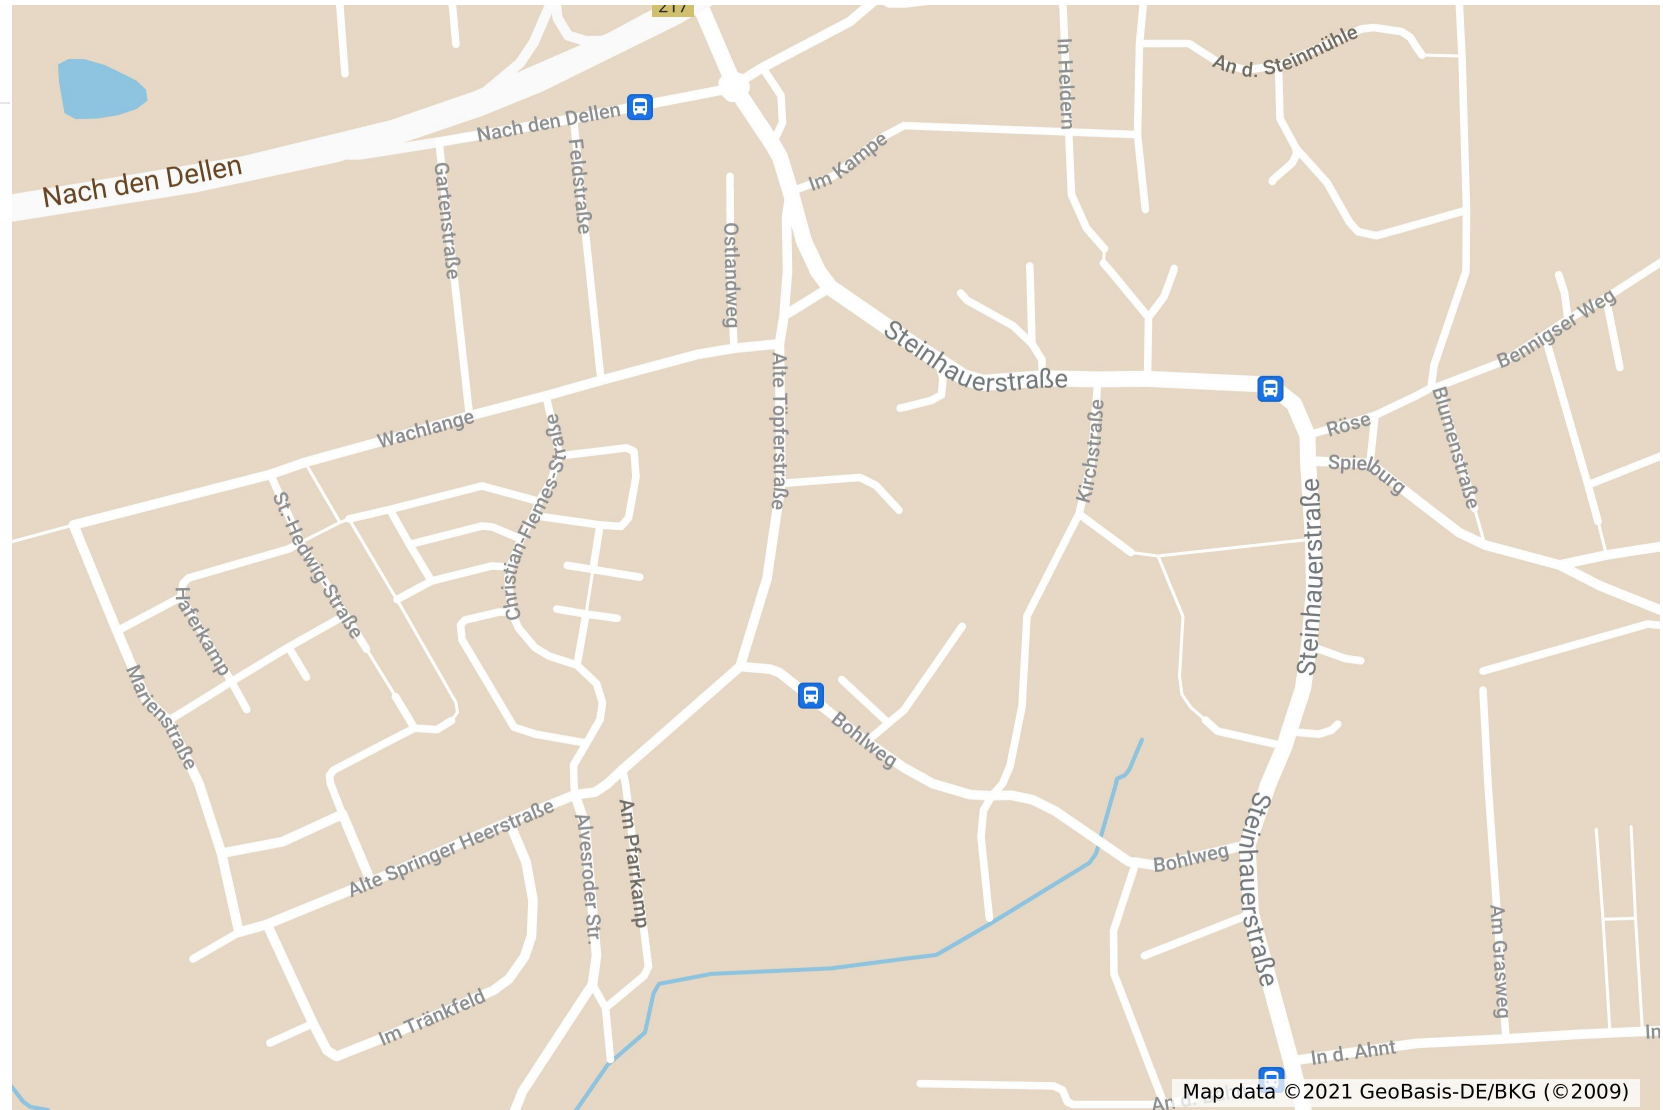 217
An d. Steinmühle
In Heldern
Nach den Dellen
Feldstraße
Im Kampe
Nach den Dellen
Gartenstraße
Ostlandweg
Bennigser Weg
Steinhauerstraße
Alte Töpferstraße
Blumenstraße
Kirchstraße
Röse
Wachlange
Christian-Flemes-Straße
Spielburg
St.-Hedwig-Straße
Steinhauerstraße
Haferkamp
Marienstraße
Bohlweg
Steinhauerstraße
Alte Springer Heerstraße
Am Pfarrkamp
Alvesroder Str.
Bohlweg
Am Grasweg
Im Tränkfeld
In d. Ahnt
In
Map data ©2021 GeoBasis-DE/BKG (©2009)